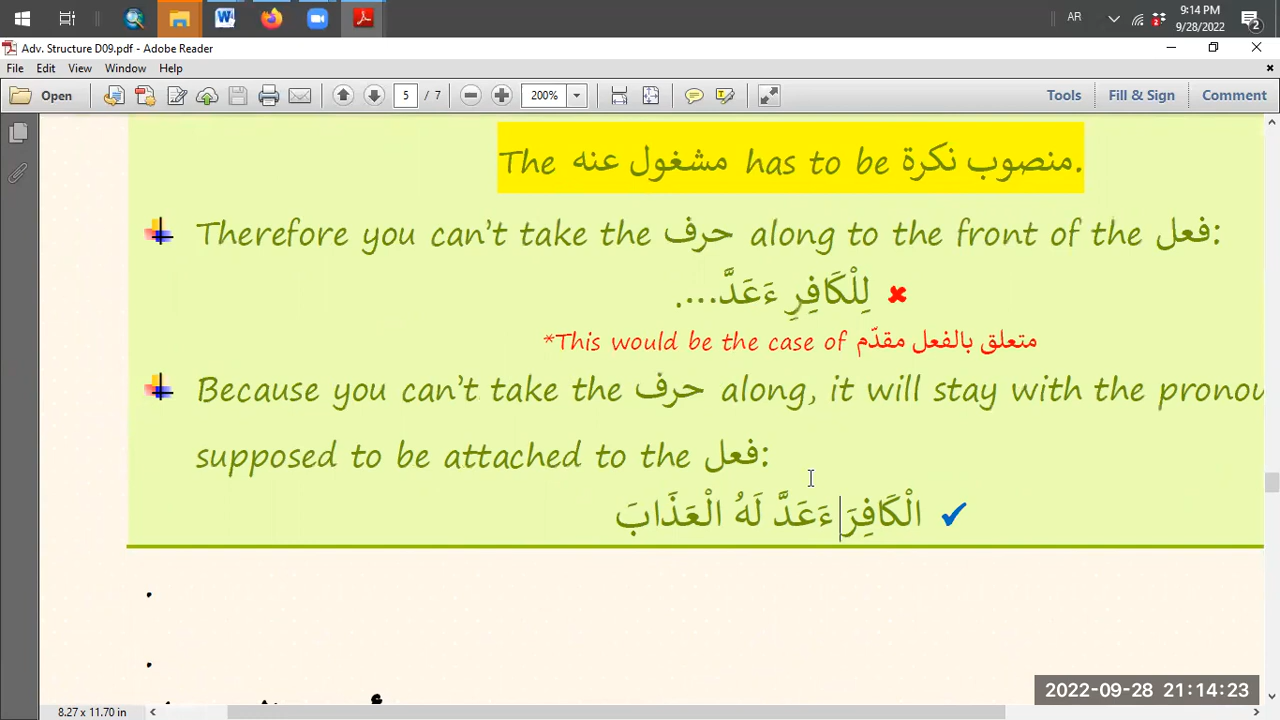 AR
9:14 PM
9/28/2022
2
Adv. Structure D09.pdf - Adobe Reader
File Edit View Window Help
Open 5 / 7 200% Tools Fill & Sign Comment
The مشغول عنه has to be منصوب نكرة.
Therefore you can't take the حرف along to the front of the فعل:
✘ لِلْكَافِرِ ءَعَدَّ....
*This would be the case of متعلق بالفعل مقدّم
Because you can't take the حرف along, it will stay with the pronou
supposed to be attached to the فعل:
✔ الْكَافِرَ ءَعَدَّ لَهُ الْعَذَابَ
2022-09-28 21:14:23
8.27 x 11.70 in